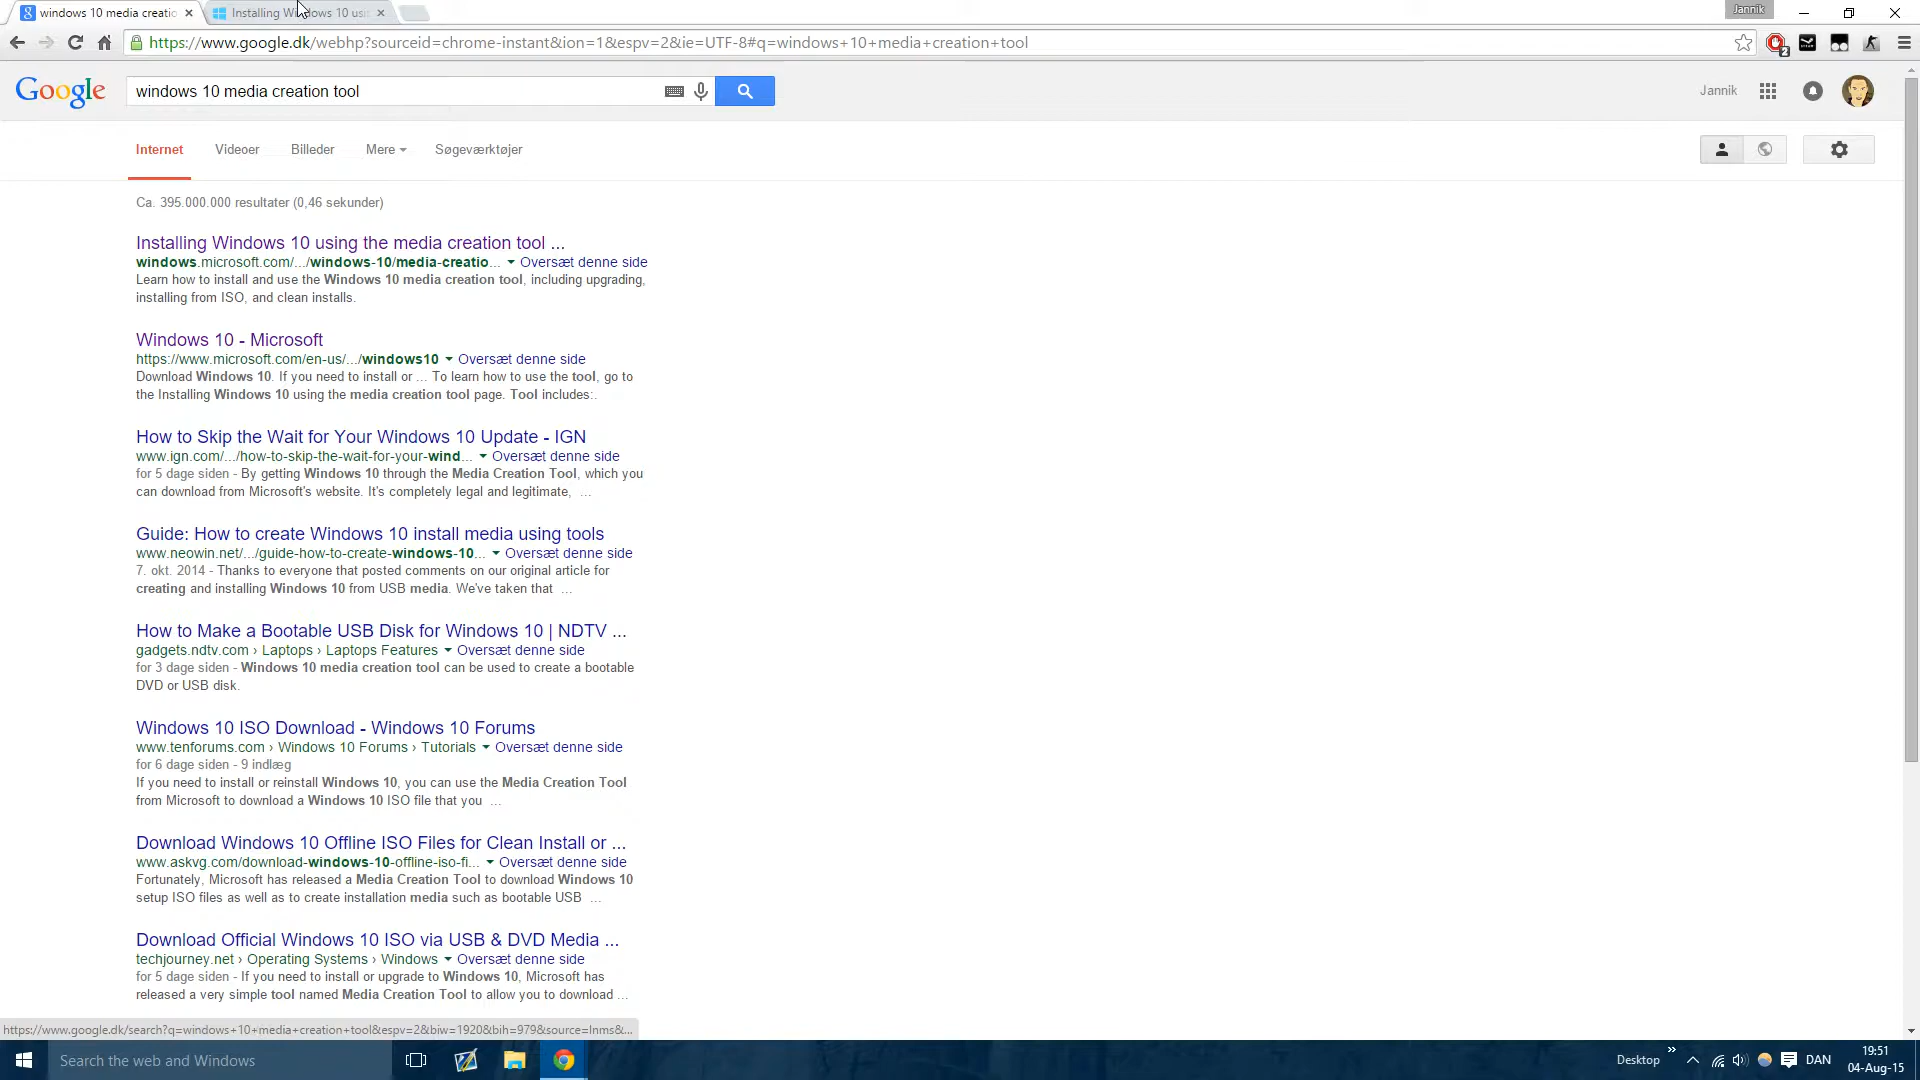 windows 10 media creatio
Installing Windows 10 usi
Jannik
https://www.google.dk/webhp?sourceid=chrome-instant&ion=1&espv=2&ie=UTF-8#q=windows+10+media+creation+tool
2
Google
windows 10 media creation tool
Jannik
Internet
Videoer
Billeder
Mere
Søgeværktøjer
Ca. 395.000.000 resultater (0,46 sekunder)
Installing Windows 10 using the media creation tool ...
windows.microsoft.com/.../windows-10/media-creatio... Oversæt denne side
Learn how to install and use the Windows 10 media creation tool, including upgrading,
installing from ISO, and clean installs.
Windows 10 - Microsoft
https://www.microsoft.com/en-us/.../windows10 Oversæt denne side
Download Windows 10. If you need to install or ... To learn how to use the tool, go to
the Installing Windows 10 using the media creation tool page. Tool includes:.
How to Skip the Wait for Your Windows 10 Update - IGN
www.ign.com/.../how-to-skip-the-wait-for-your-wind... Oversæt denne side
for 5 dage siden - By getting Windows 10 through the Media Creation Tool, which you
can download from Microsoft's website. It's completely legal and legitimate, ...
Guide: How to create Windows 10 install media using tools
www.neowin.net/.../guide-how-to-create-windows-10... Oversæt denne side
7. okt. 2014 - Thanks to everyone that posted comments on our original article for
creating and installing Windows 10 from USB media. We've taken that ...
How to Make a Bootable USB Disk for Windows 10 | NDTV ...
gadgets.ndtv.com › Laptops › Laptops Features Oversæt denne side
for 3 dage siden - Windows 10 media creation tool can be used to create a bootable
DVD or USB disk.
Windows 10 ISO Download - Windows 10 Forums
www.tenforums.com › Windows 10 Forums › Tutorials Oversæt denne side
for 6 dage siden - 9 indlæg
If you need to install or reinstall Windows 10, you can use the Media Creation Tool
from Microsoft to download a Windows 10 ISO file that you ...
Download Windows 10 Offline ISO Files for Clean Install or ...
www.askvg.com/download-windows-10-offline-iso-fi... Oversæt denne side
Fortunately, Microsoft has released a Media Creation Tool to download Windows 10
setup ISO files as well as to create installation media such as bootable USB ...
Download Official Windows 10 ISO via USB & DVD Media ...
techjourney.net › Operating Systems › Windows Oversæt denne side
for 5 dage siden - If you need to install or upgrade to Windows 10, Microsoft has
released a very simple tool named Media Creation Tool to allow you to download ...
https://www.google.dk/search?q=windows+10+media+creation+tool&espv=2&biw=1920&bih=979&source=lnms&...
Search the web and Windows
Desktop
DAN
19:51
04-Aug-15